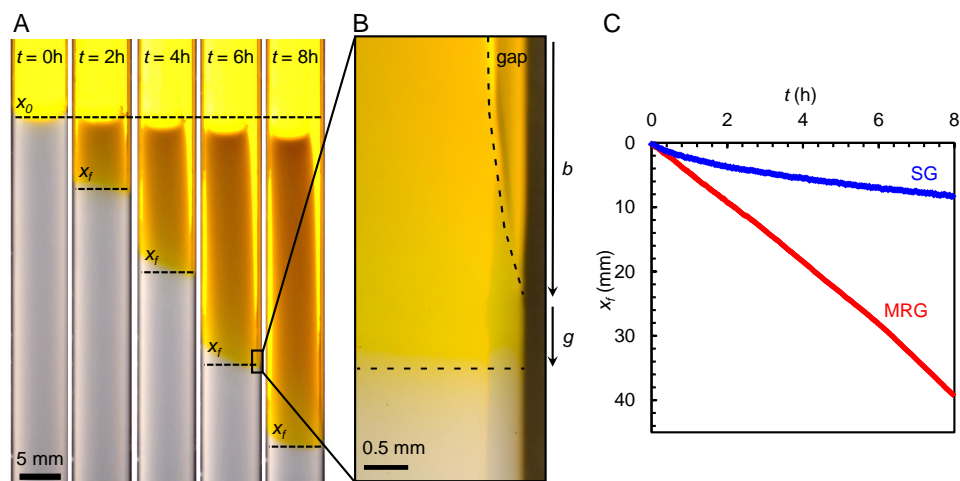 A
t = 0h
t = 2h
t = 4h
t = 6h
t = 8h
x0
xf
xf
xf
xf
5 mm
B
gap
b
g
0.5 mm
C
t (h)
0
2
4
6
8
0
10
20
30
40
xf (mm)
SG
MRG